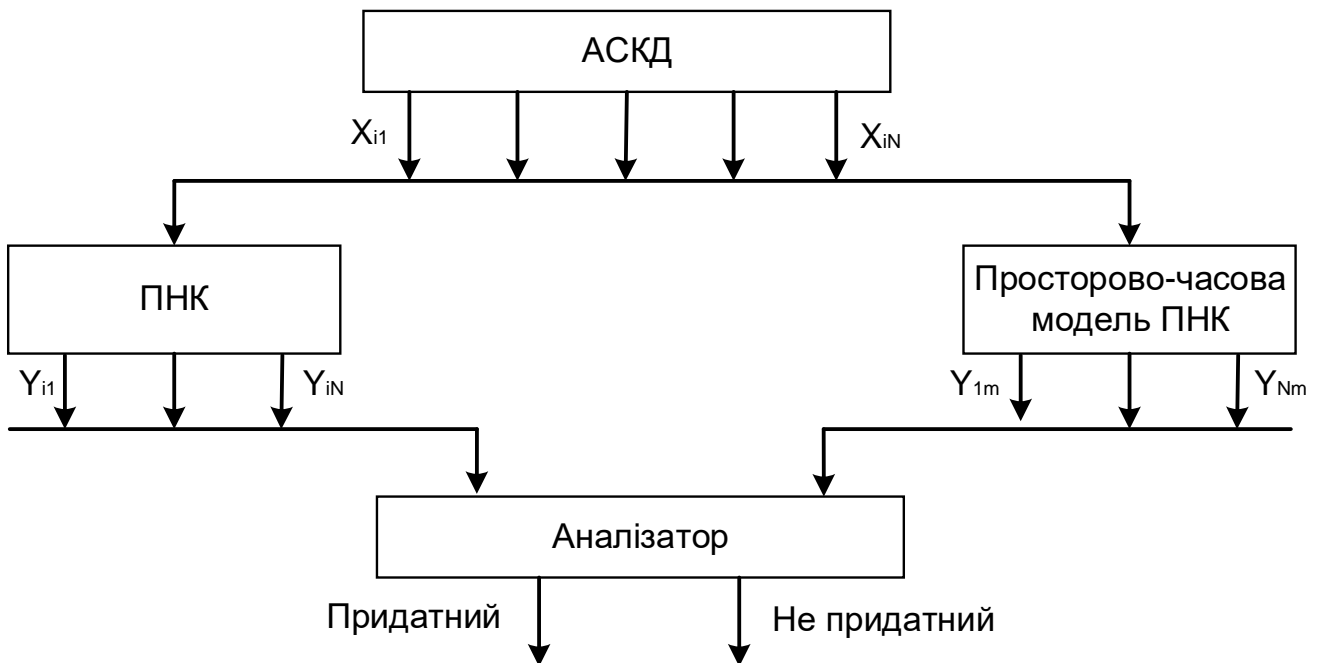 АСКД
Xi1 XiN
ПНК
Просторово-часова
модель ПНК
Yi1 YiN Y1m YNm
Аналізатор
Придатний Не придатний